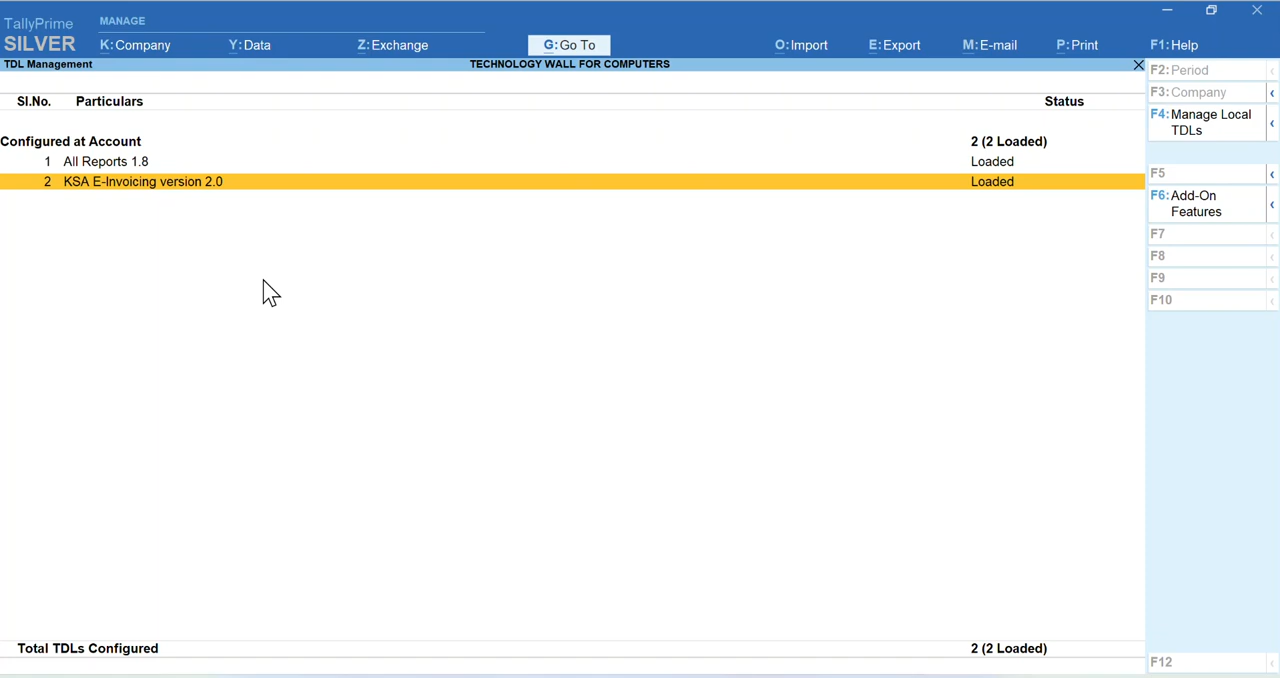 TallyPrime
MANAGE
SILVER
K:Company Y:Data Z:Exchange G:Go To O:Import E:Export M:E-mail P:Print F1:Help
TDL Management TECHNOLOGY WALL FOR COMPUTERS
F2:Period
SI.No. Particulars Status
F3:Company
F4:Manage Local
TDLs
Configured at Account 2 (2 Loaded)
1 All Reports 1.8 Loaded
2 KSA E-Invoicing version 2.0 Loaded
F5
F6:Add-On
Features
F7
F8
F9
F10
Total TDLs Configured 2 (2 Loaded)
F12